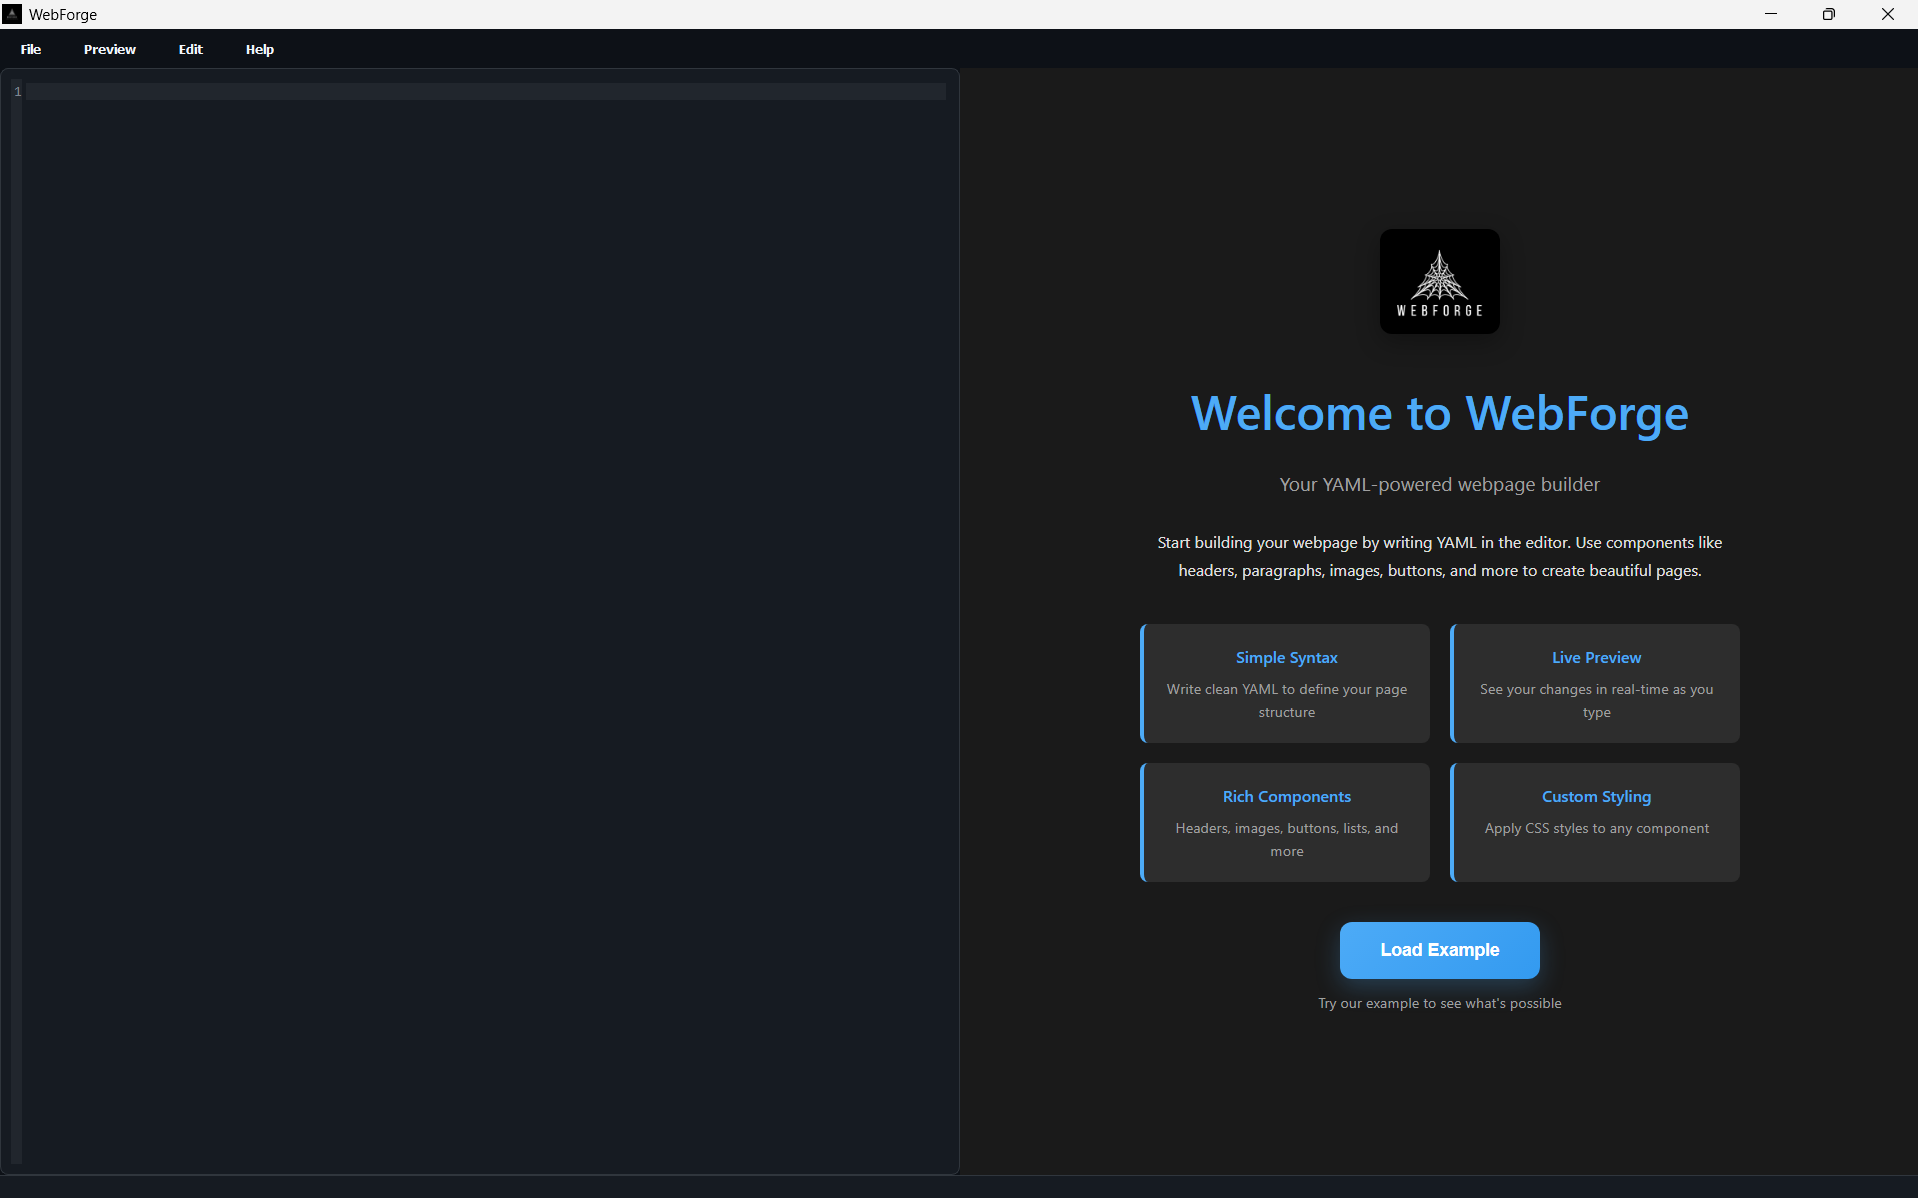 WebForge
File Preview Edit Help
1
WEBFORGE
Welcome to WebForge
Your YAML-powered webpage builder
Start building your webpage by writing YAML in the editor. Use components like
headers, paragraphs, images, buttons, and more to create beautiful pages.
Simple Syntax
Write clean YAML to define your page
structure
Live Preview
See your changes in real-time as you
type
Rich Components
Headers, images, buttons, lists, and
more
Custom Styling
Apply CSS styles to any component
Load Example
Try our example to see what's possible